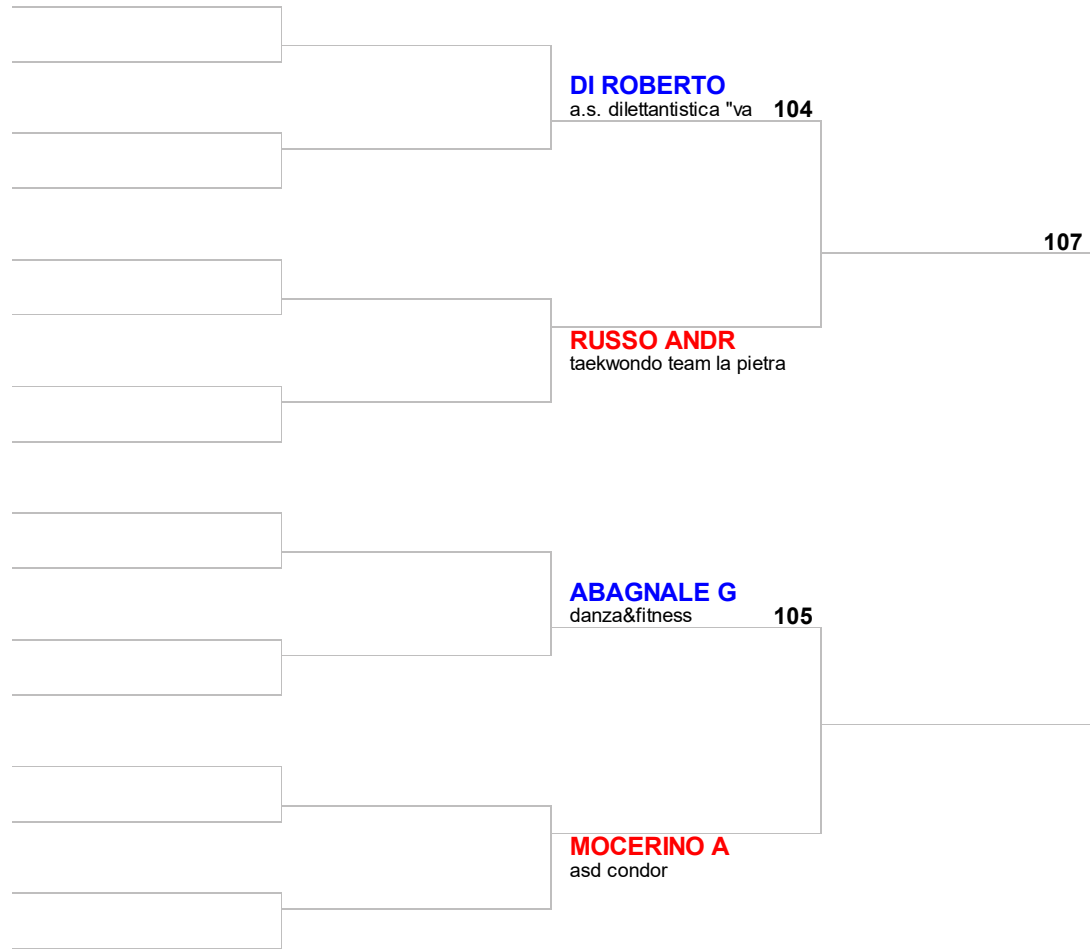 DI ROBERTO
a.s. dilettantistica "va 104
107
RUSSO ANDR
taekwondo team la pietra
ABAGNALE G
danza&fitness 105
MOCERINO A
asd condor